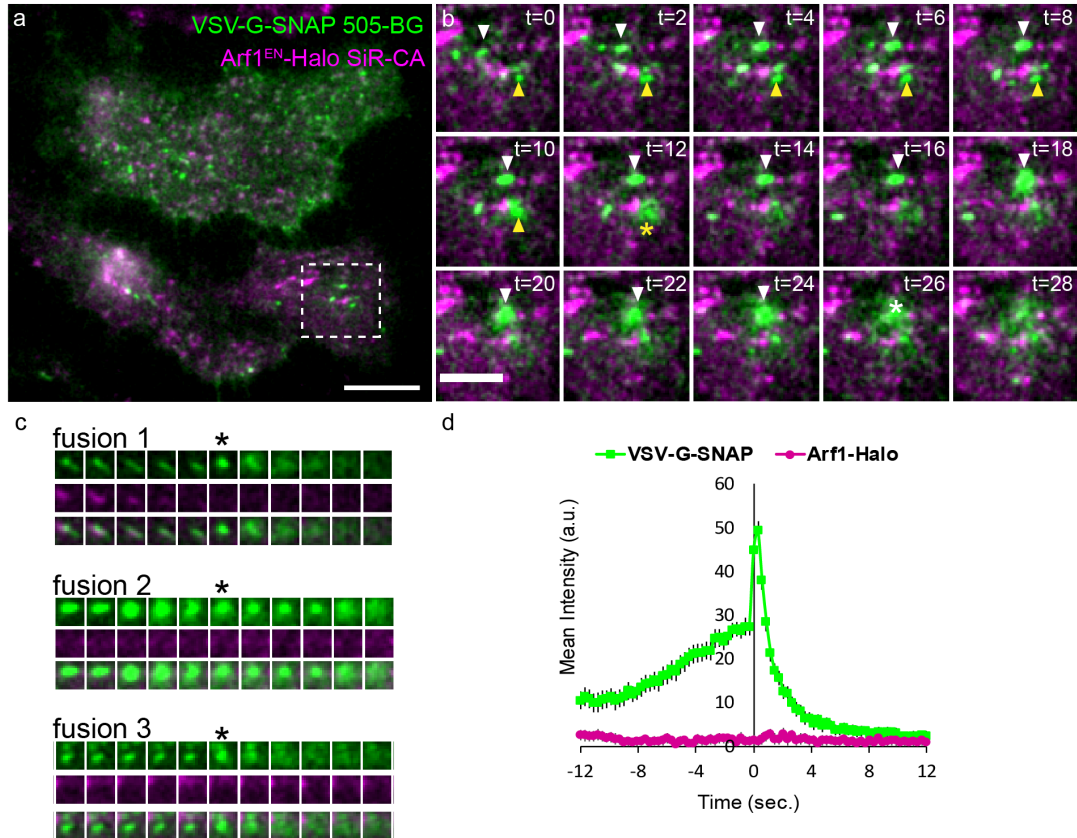 a
VSV-G-SNAP 505-BG
Arf1EN-Halo SiR-CA
b
t=0
t=2
t=4
t=6
t=8
t=10
t=12
*
t=14
t=16
t=18
t=20
t=22
t=24
t=26
*
t=28
c
fusion 1
*
fusion 2
*
fusion 3
*
d
VSV-G-SNAP
Arf1-Halo
Mean Intensity (a.u.)
60
50
40
30
20
10
0
-12
-8
-4
0
4
8
12
Time (sec.)